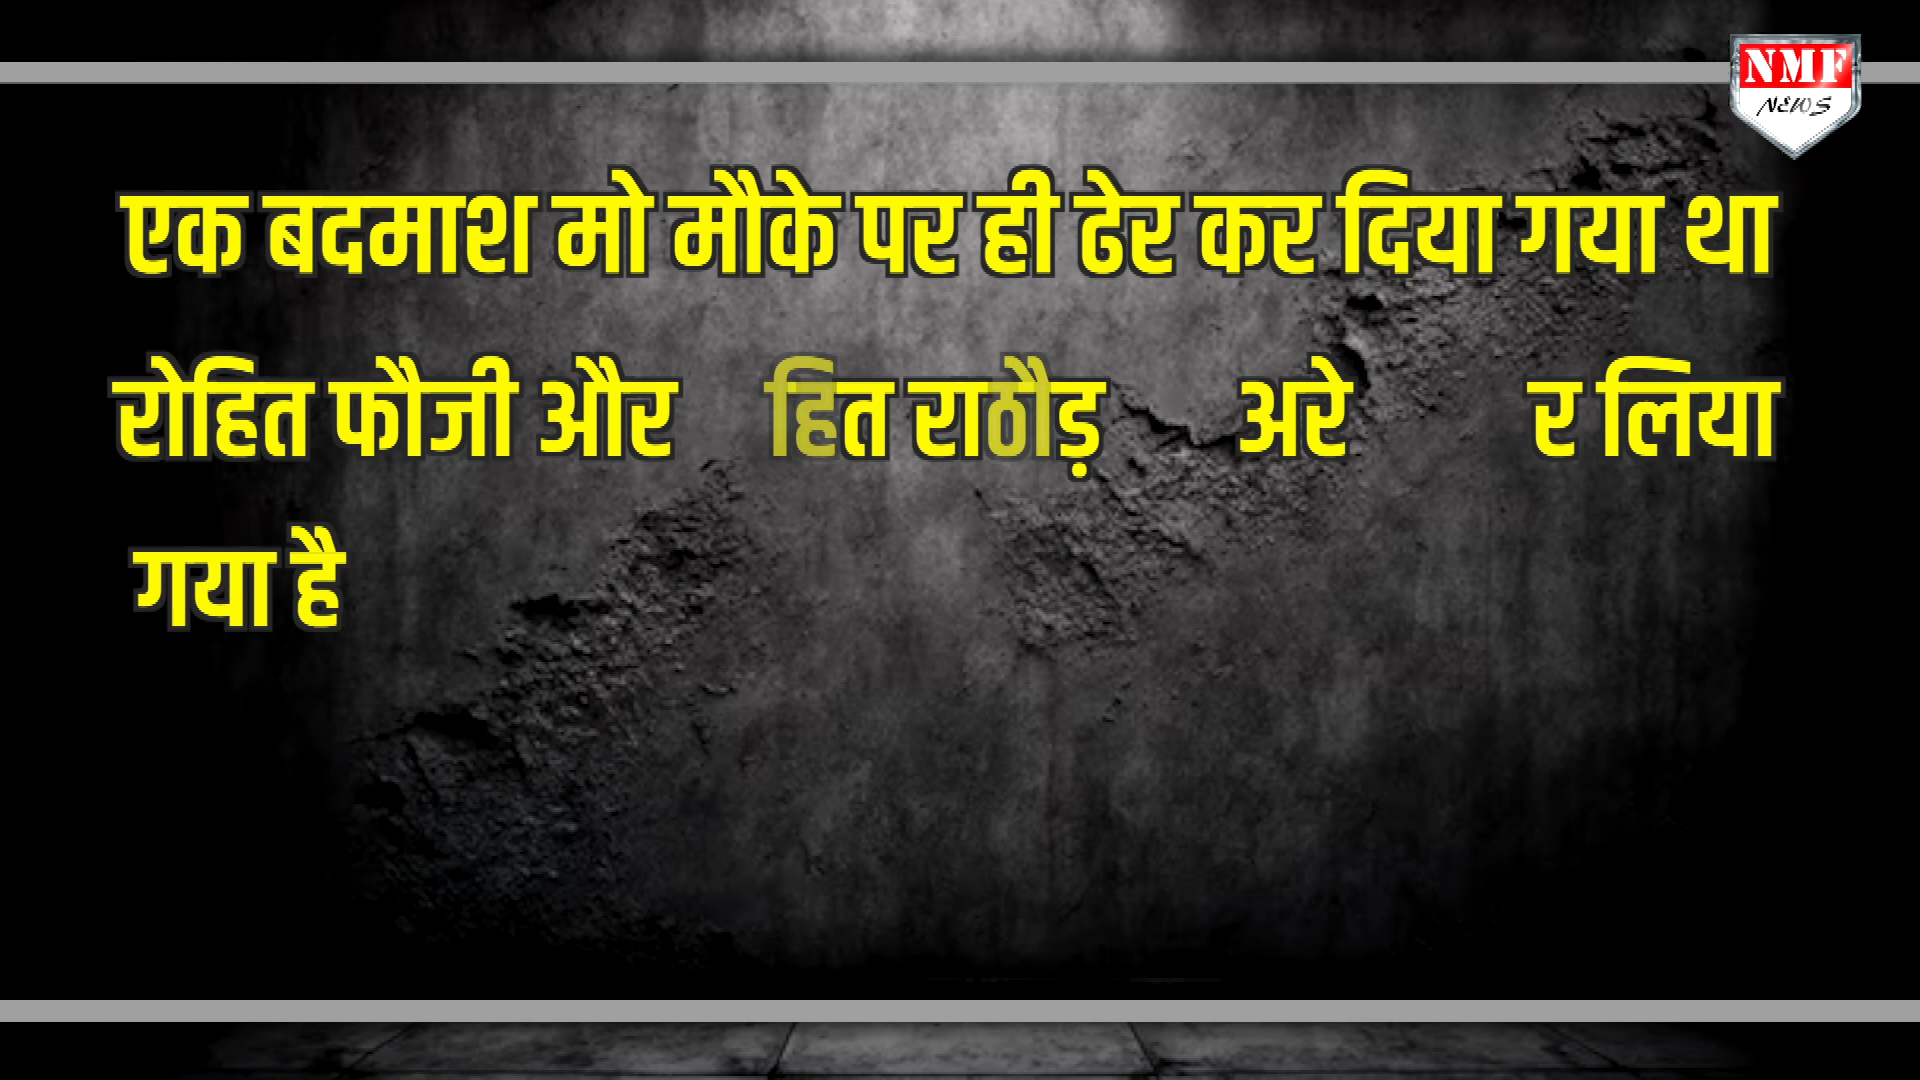 NMF
NEWS
एक बदमाश मो मौके पर ही ढेर कर दिया गया था
रोहित फौजी और हित राठौड़ अरे र लिया
गया है